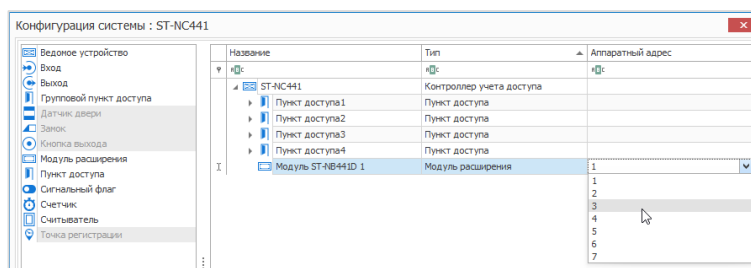 Конфигурация системы : ST-NC441
Ведомое устройство
Вход
Выход
Групповой пункт доступа
Датчик двери
Замок
Кнопка выхода
Модуль расширения
Пункт доступа
Сигнальный флаг
Счетчик
Считыватель
Точка регистрации
Название Тип Аппаратный адрес
ST-NC441 Контроллер учета доступа
Пункт доступа1 Пункт доступа
Пункт доступа2 Пункт доступа
Пункт доступа3 Пункт доступа
Пункт доступа4 Пункт доступа
Модуль ST-NB441D 1 Модуль расширения 1
1
2
3
4
5
6
7